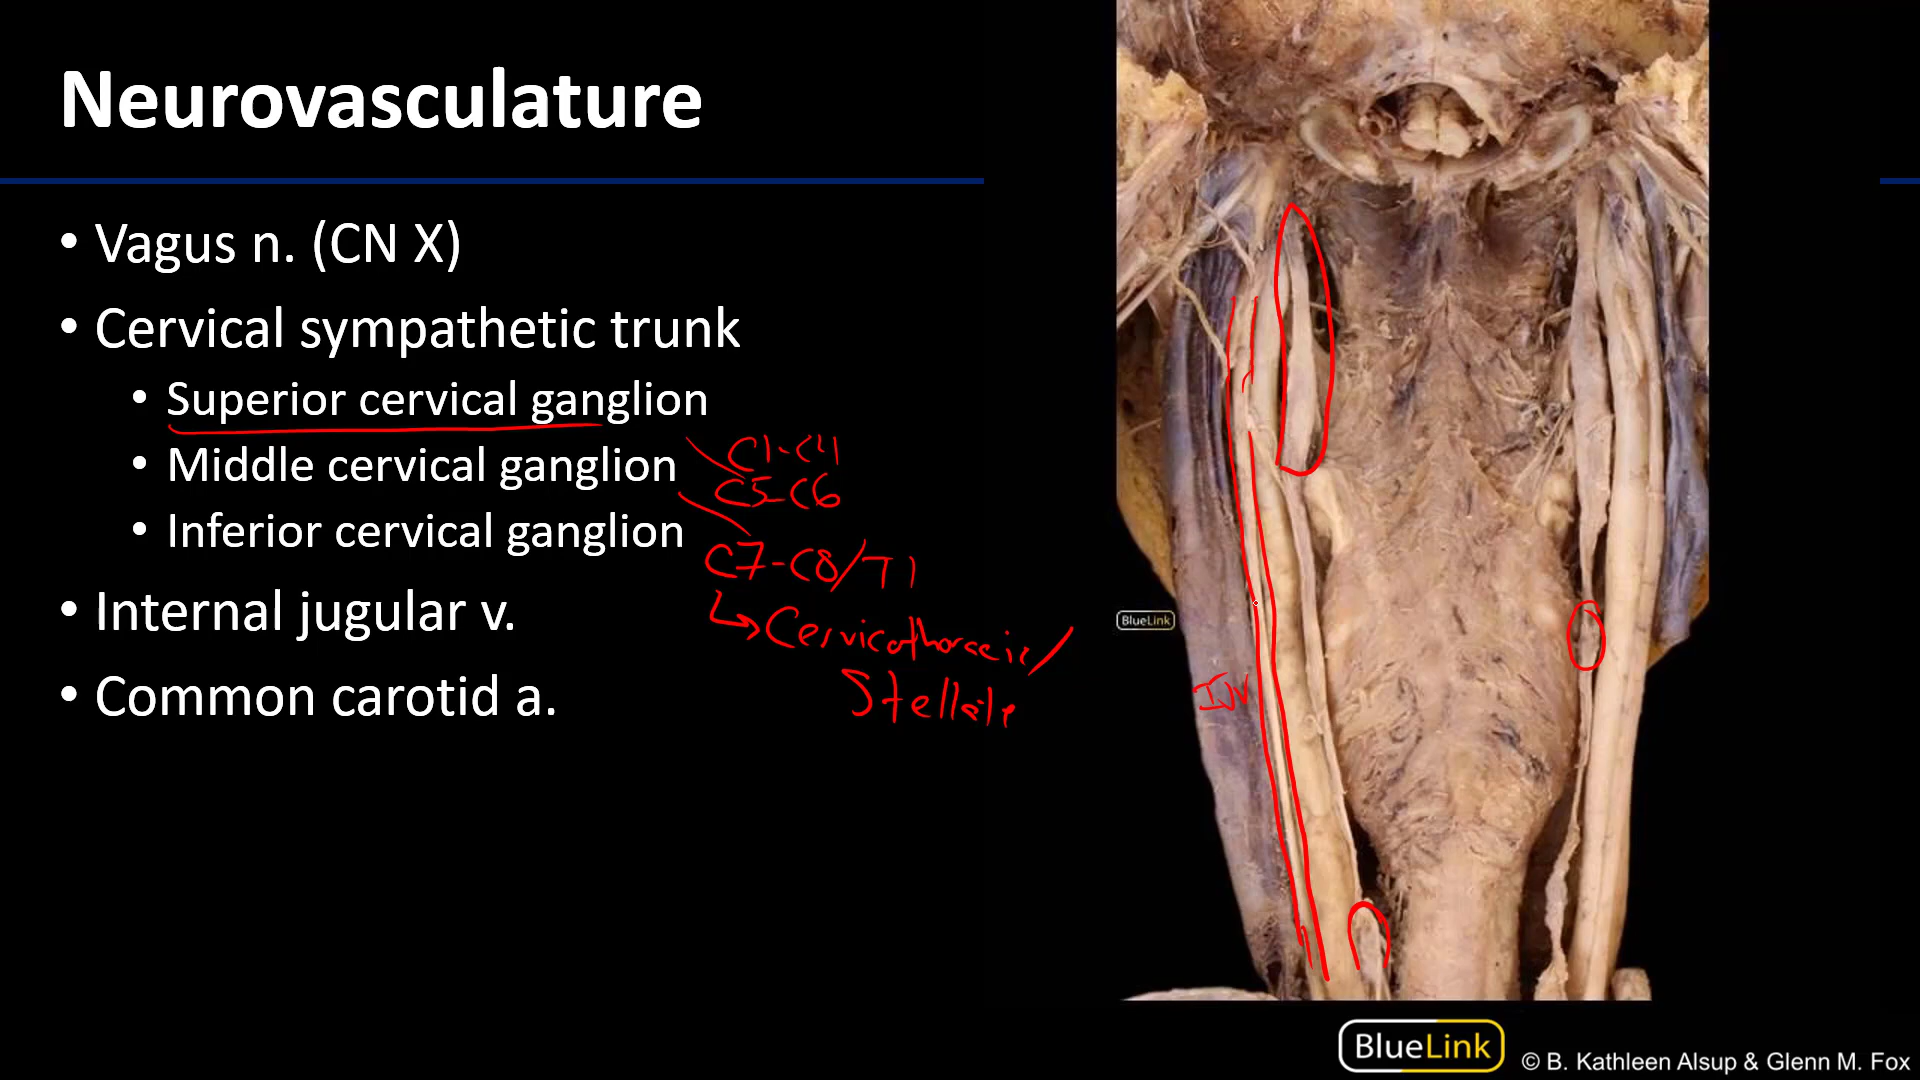 Neurovasculature
• Vagus n. (CN X)
• Cervical sympathetic trunk
• Superior cervical ganglion
C1-C4
• Middle cervical ganglion
C5-C6
• Inferior cervical ganglion
C7-C8/T1
• Internal jugular v.
Cervicothoracic/
Stellate
• Common carotid a.
BlueLink
IJV
BlueLink
© B. Kathleen Alsup & Glenn M. Fox